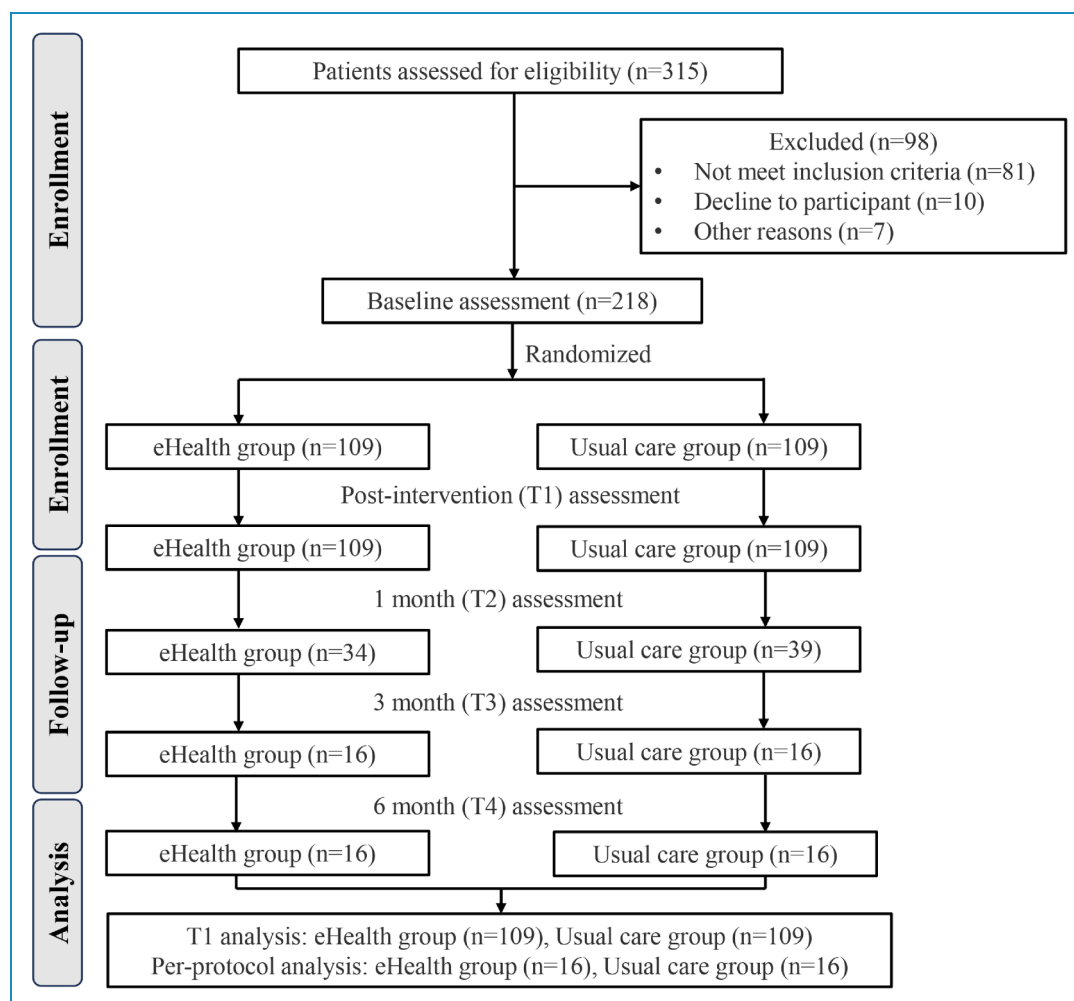 Enrollment
Patients assessed for eligibility (n=315)
Excluded (n=98)
• Not meet inclusion criteria (n=81)
• Decline to participant (n=10)
• Other reasons (n=7)
Baseline assessment (n=218)
Randomized
Enrollment
eHealth group (n=109)
Usual care group (n=109)
Post-intervention (T1) assessment
eHealth group (n=109)
Usual care group (n=109)
Follow-up
1 month (T2) assessment
eHealth group (n=34)
Usual care group (n=39)
3 month (T3) assessment
eHealth group (n=16)
Usual care group (n=16)
Analysis
6 month (T4) assessment
eHealth group (n=16)
Usual care group (n=16)
T1 analysis: eHealth group (n=109), Usual care group (n=109)
Per-protocol analysis: eHealth group (n=16), Usual care group (n=16)